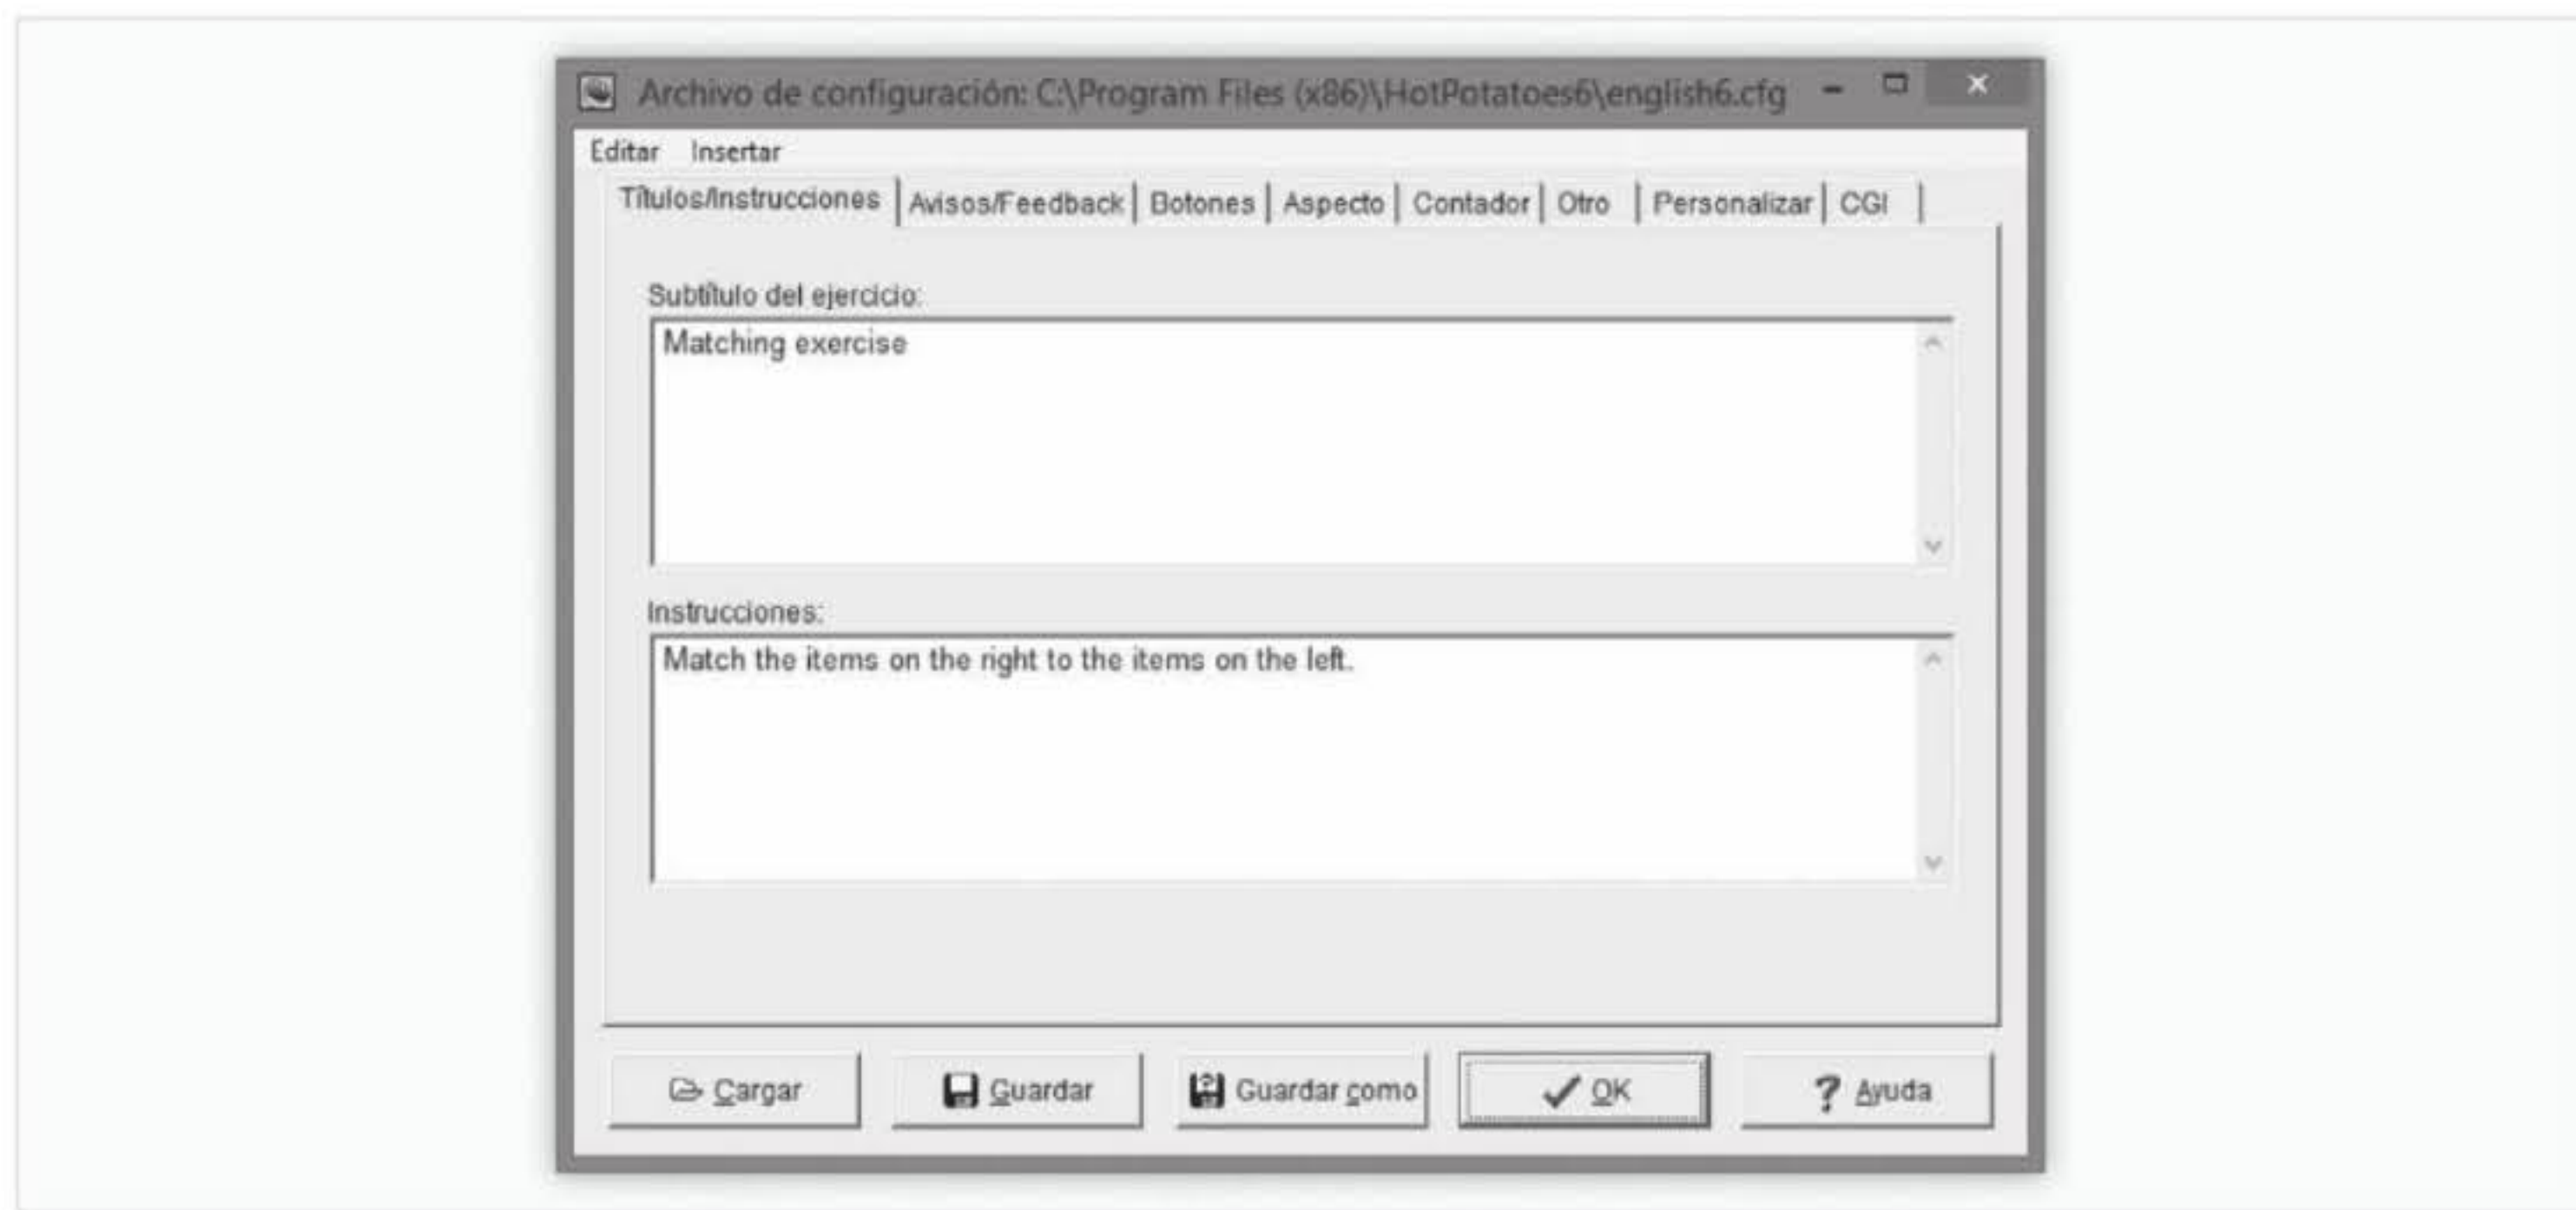 Archivo de configuración: C:\Program Files (x86)\HotPotatoes6\english6.cfg
Editar Insertar
Títulos/Instrucciones Avisos/Feedback Botones Aspecto Contador Otro Personalizar CGI
Subtítulo del ejercicio:
Matching exercise
Instrucciones:
Match the items on the right to the items on the left.
Cargar Guardar Guardar como OK ? Ayuda